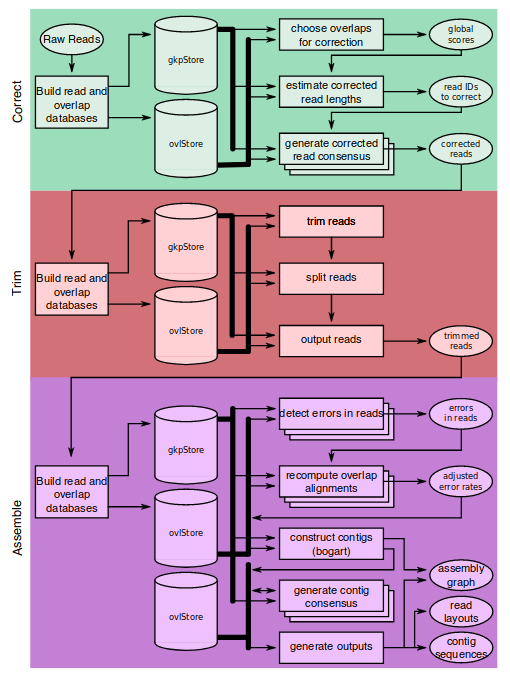 Correct
Raw Reads
Build read and
overlap
databases
gkpStore
ovlStore
choose overlaps
for correction
global
scores
estimate corrected
read lengths
read IDs
to correct
generate corrected
read consensus
corrected
reads
Trim
Build read and
overlap
databases
gkpStore
ovlStore
trim reads
split reads
output reads
trimmed
reads
Assemble
Build read and
overlap
databases
gkpStore
ovlStore
ovlStore
detect errors in reads
errors
in reads
recompute overlap
alignments
adjusted
error rates
construct contigs
(bogart)
assembly
graph
generate contig
consensus
read
layouts
generate outputs
contig
sequences